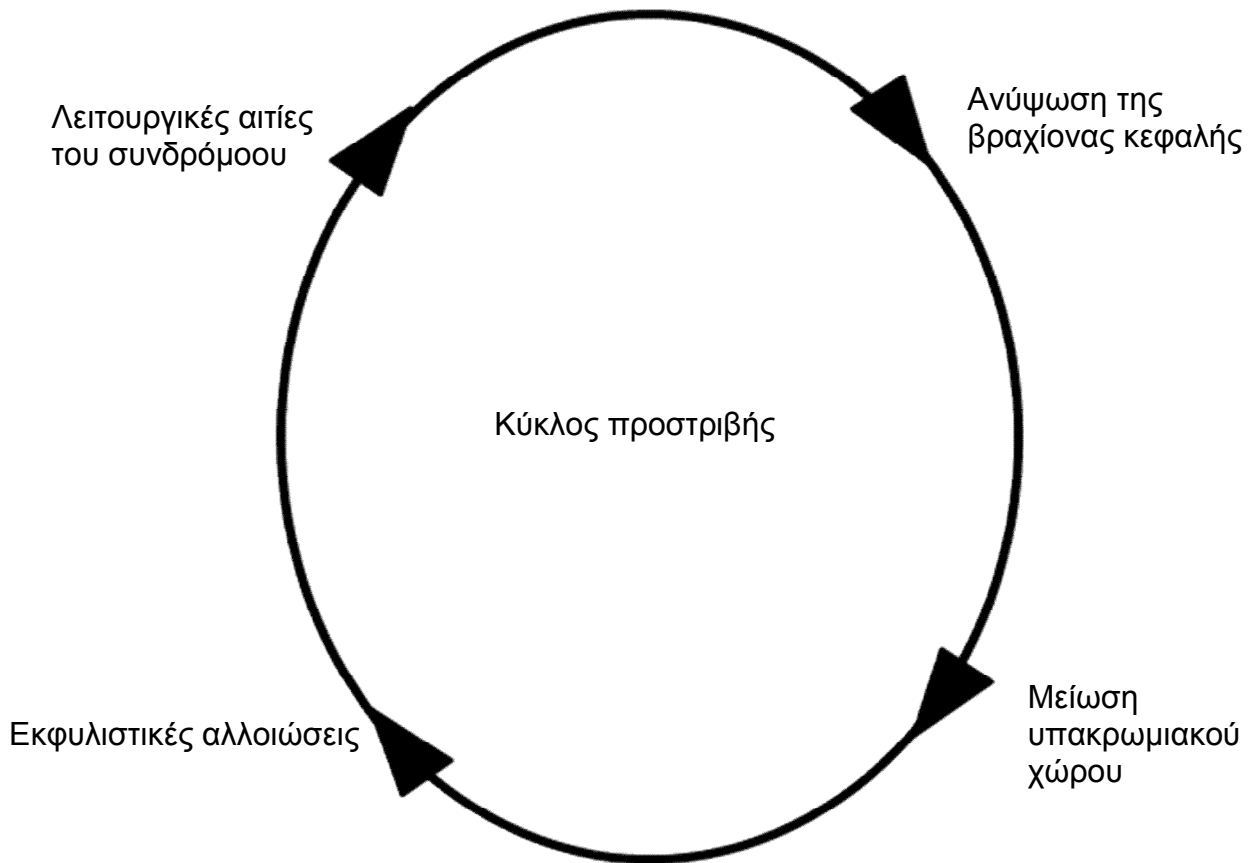 Λειτουργικές αιτίες
του συνδρόμοου
Ανύψωση της
βραχίονας κεφαλής
Κύκλος προστριβής
Εκφυλιστικές αλλοιώσεις
Μείωση
υπακρωμιακού
χώρου